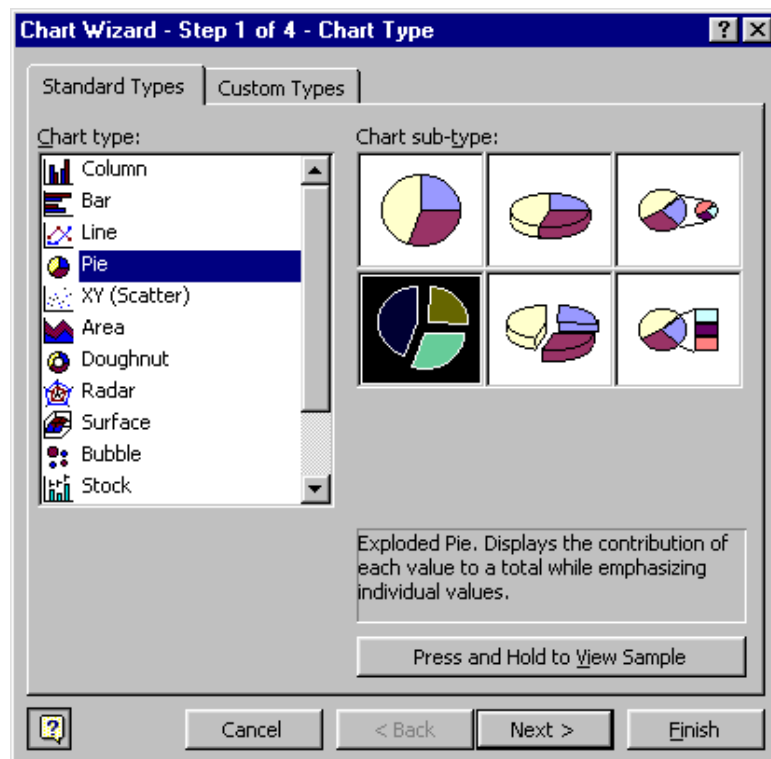 Chart Wizard - Step 1 of 4 - Chart Type
Standard Types
Custom Types
Chart type:
Column
Bar
Line
Pie
XY (Scatter)
Area
Doughnut
Radar
Surface
Bubble
Stock
Chart sub-type:
Exploded Pie. Displays the contribution of
each value to a total while emphasizing
individual values.
Press and Hold to View Sample
Cancel
< Back
Next >
Finish